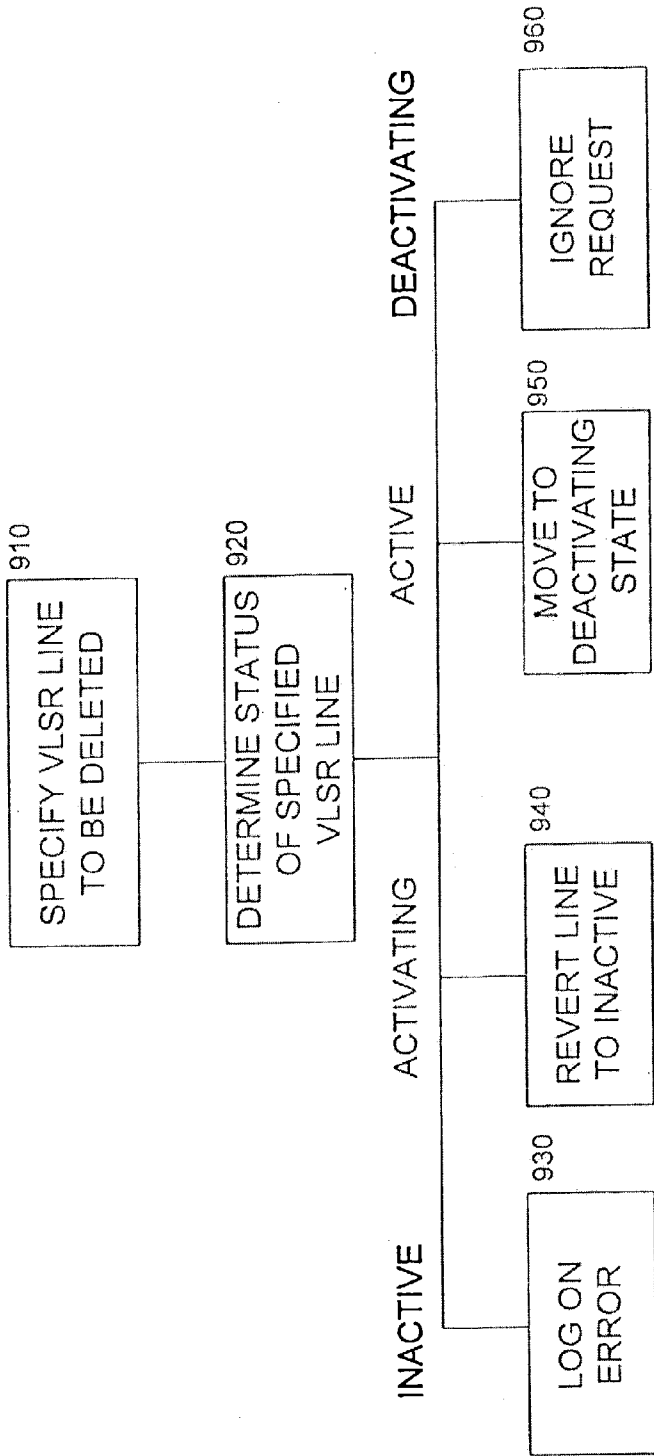 910
SPECIFY VLSR LINE
TO BE DELETED
920
DETERMINE STATUS
OF SPECIFIED
VLSR LINE
INACTIVE
ACTIVATING
ACTIVE
DEACTIVATING
930
LOG ON
ERROR
940
REVERT LINE
TO INACTIVE
950
MOVE TO
DEACTIVATING
STATE
960
IGNORE
REQUEST